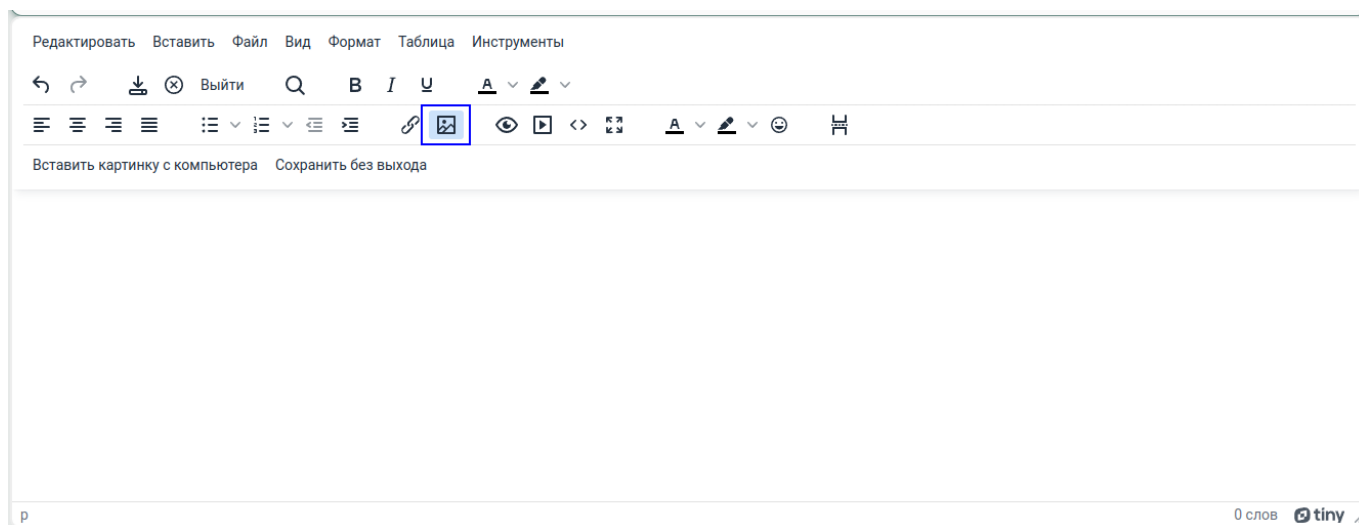 Редактировать Вставить Файл Вид Формат Таблица Инструменты
Выйти B I U A
A
Вставить картинку с компьютера Сохранить без выхода
p 0 слов tiny